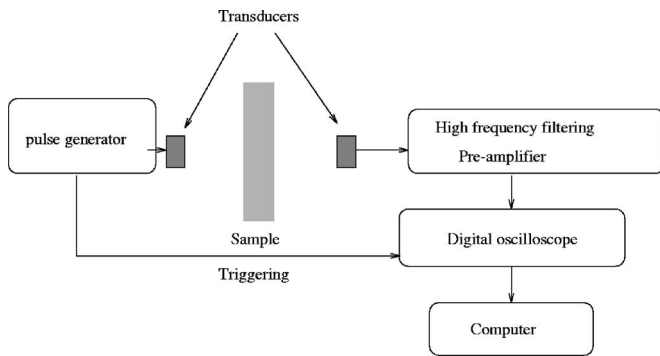 Transducers
pulse generator
High frequency filtering
Pre-amplifier
Sample
Digital oscilloscope
Triggering
Computer